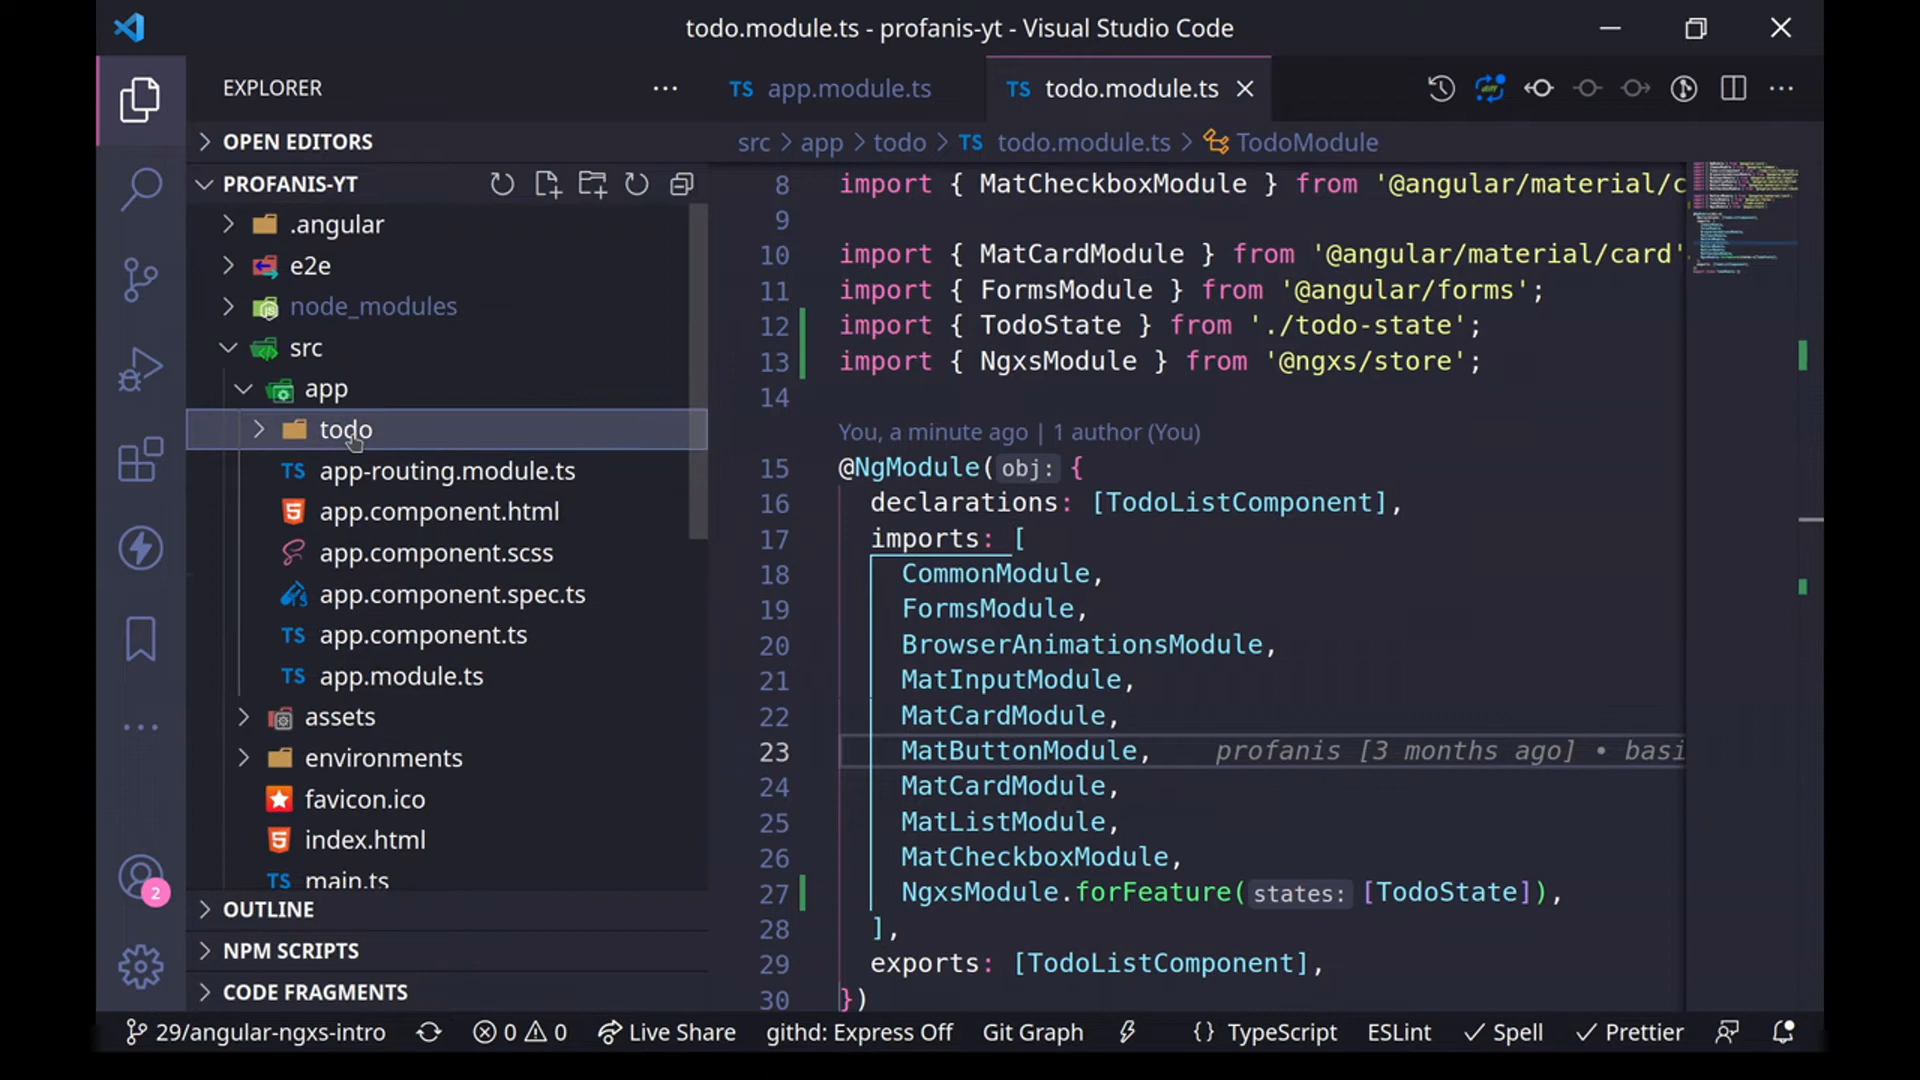 todo.module.ts - profanis-yt - Visual Studio Code
EXPLORER
OPEN EDITORS
PROFANIS-YT
.angular
e2e
node_modules
src
app
todo
TS app-routing.module.ts
app.component.html
app.component.scss
app.component.spec.ts
TS app.component.ts
TS app.module.ts
assets
environments
favicon.ico
index.html
TS main.ts
OUTLINE
NPM SCRIPTS
CODE FRAGMENTS
2
TS app.module.ts
TS todo.module.ts
src > app > todo > TS todo.module.ts > TodoModule
8 import { MatCheckboxModule } from '@angular/material/c
9
10 import { MatCardModule } from '@angular/material/card'
11 import { FormsModule } from '@angular/forms';
12 import { TodoState } from './todo-state';
13 import { NgxsModule } from '@ngxs/store';
14
You, a minute ago | 1 author (You)
15 @NgModule(obj: {
16 declarations: [TodoListComponent],
17 imports: [
18 CommonModule,
19 FormsModule,
20 BrowserAnimationsModule,
21 MatInputModule,
22 MatCardModule,
23 MatButtonModule, profanis [3 months ago] • basi
24 MatCardModule,
25 MatListModule,
26 MatCheckboxModule,
27 NgxsModule.forFeature(states: [TodoState]),
28 ],
29 exports: [TodoListComponent],
30 })
29/angular-ngxs-intro 0 0 Live Share githd: Express Off Git Graph {} TypeScript ESLint Spell Prettier